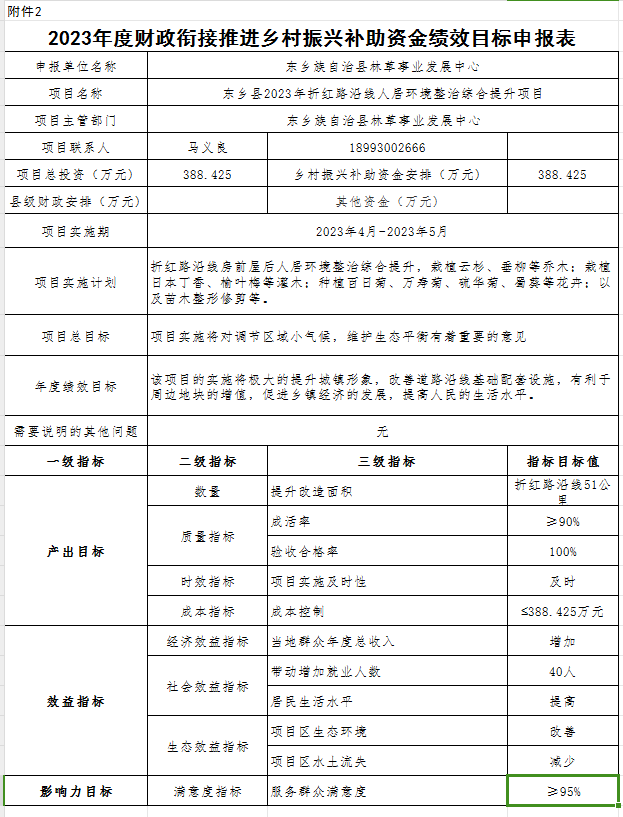 附件2
2023年度财政衔接推进乡村振兴补助资金绩效目标申报表
申报单位名称 东乡族自治县林草事业发展中心
项目名称 东乡县2023年折红路沿线人居环境整治综合提升项目
项目主管部门 东乡族自治县林草事业发展中心
项目联系人 马义良 18993002666
项目总投资（万元） 388.425 乡村振兴补助资金安排（万元） 388.425
县级财政安排（万元） 其他资金（万元）
项目实施期 2023年4月-2023年5月
项目实施计划 折红路沿线房前屋后人居环境整治综合提升，栽植云杉、垂柳等乔木；栽植
日本丁香、榆叶梅等灌木；种植百日菊、万寿菊、硫华菊、蜀葵等花卉；以
及苗木整形修剪等。
项目总目标 项目实施将对调节区域小气候，维护生态平衡有着重要的意见
年度绩效目标 该项目的实施将极大的提升城镇形象，改善道路沿线基础配套设施，有利于
周边地块的增值，促进乡镇经济的发展，提高人民的生活水平。
需要说明的其他问题 无
一级指标 二级指标 三级指标 指标目标值
产出目标 数量 提升改造面积 折红路沿线51公
里
质量指标 成活率 ≥90%
验收合格率 100%
时效指标 项目实施及时性 及时
成本指标 成本控制 ≤388.425万元
效益指标 经济效益指标 当地群众年度总收入 增加
社会效益指标 带动增加就业人数 40人
居民生活水平 提高
生态效益指标 项目区生态环境 改善
项目区水土流失 减少
影响力目标 满意度指标 服务群众满意度 ≥95%